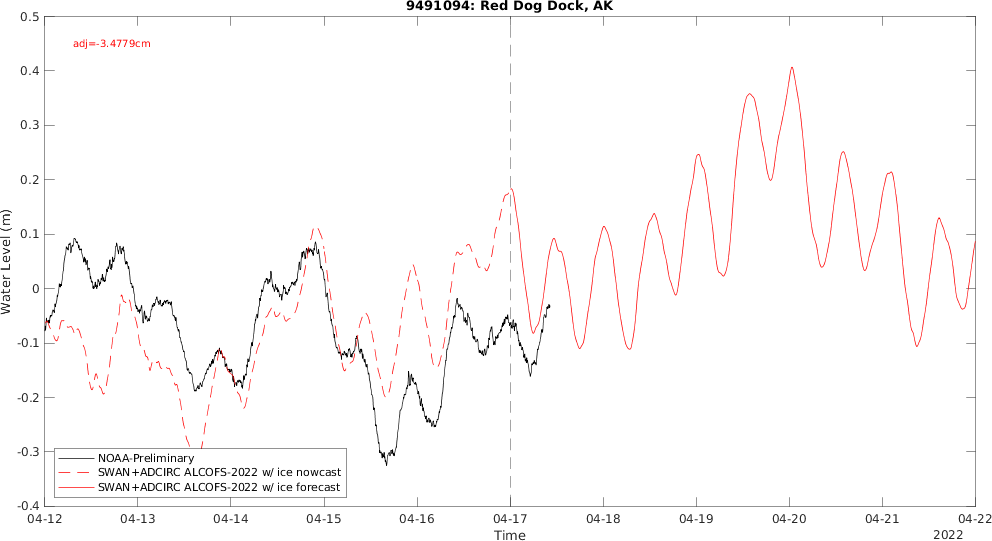 9491094: Red Dog Dock, AK
adj=-3.4779cm
Water Level (m)
0.5
0.4
0.3
0.2
0.1
0
-0.1
-0.2
-0.3
-0.4
NOAA-Preliminary
SWAN+ADCIRC ALCOFS-2022 w/ ice nowcast
SWAN+ADCIRC ALCOFS-2022 w/ ice forecast
04-12 04-13 04-14 04-15 04-16 04-17 04-18 04-19 04-20 04-21 04-22
Time
2022